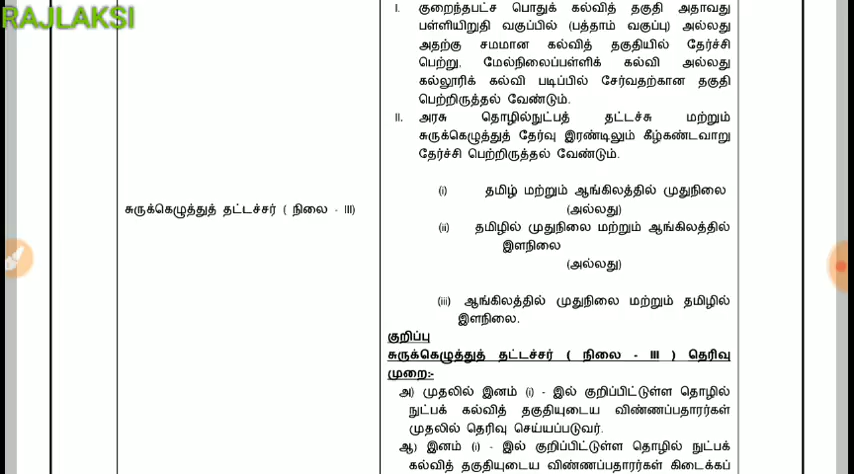 RAJLAKSI
I. குறைந்தபட்ச பொதுக் கல்வித் தகுதி அதாவது
பள்ளியிறுதி வகுப்பில் (பத்தாம் வகுப்பு) அல்லது
அதற்கு சமமான கல்வித் தகுதியில் தேர்ச்சி
பெற்று, மேல்நிலைப்பள்ளிக் கல்வி அல்லது
கல்லூரிக் கல்வி படிப்பில் சேர்வதற்கான தகுதி
பெற்றிருத்தல் வேண்டும்.
II. அரசு தொழில்நுட்பத் தட்டச்சு மற்றும்
சுருக்கெழுத்துத் தேர்வு இரண்டிலும் கீழ்கண்டவாறு
தேர்ச்சி பெற்றிருத்தல் வேண்டும்.
(i) தமிழ் மற்றும் ஆங்கிலத்தில் முதுநிலை
(அல்லது)
சுருக்கெழுத்துத் தட்டச்சர் ( நிலை - III)
(ii) தமிழில் முதுநிலை மற்றும் ஆங்கிலத்தில்
இளநிலை
(அல்லது)
(iii) ஆங்கிலத்தில் முதுநிலை மற்றும் தமிழில்
இளநிலை.
குறிப்பு
சுருக்கெழுத்துத் தட்டச்சர் ( நிலை - III ) தெரிவு
முறை:-
அ) முதலில் இனம் (i) - இல் குறிப்பிட்டுள்ள தொழில்
நுட்பக் கல்வித் தகுதியுடைய விண்ணப்பதாரர்கள்
முதலில் தெரிவு செய்யப்படுவர்.
ஆ) இனம் (i) - இல் குறிப்பிட்டுள்ள தொழில் நுட்பக்
கல்வித் தகுதியுடைய விண்ணப்பதாரர்கள் கிடைக்கப்